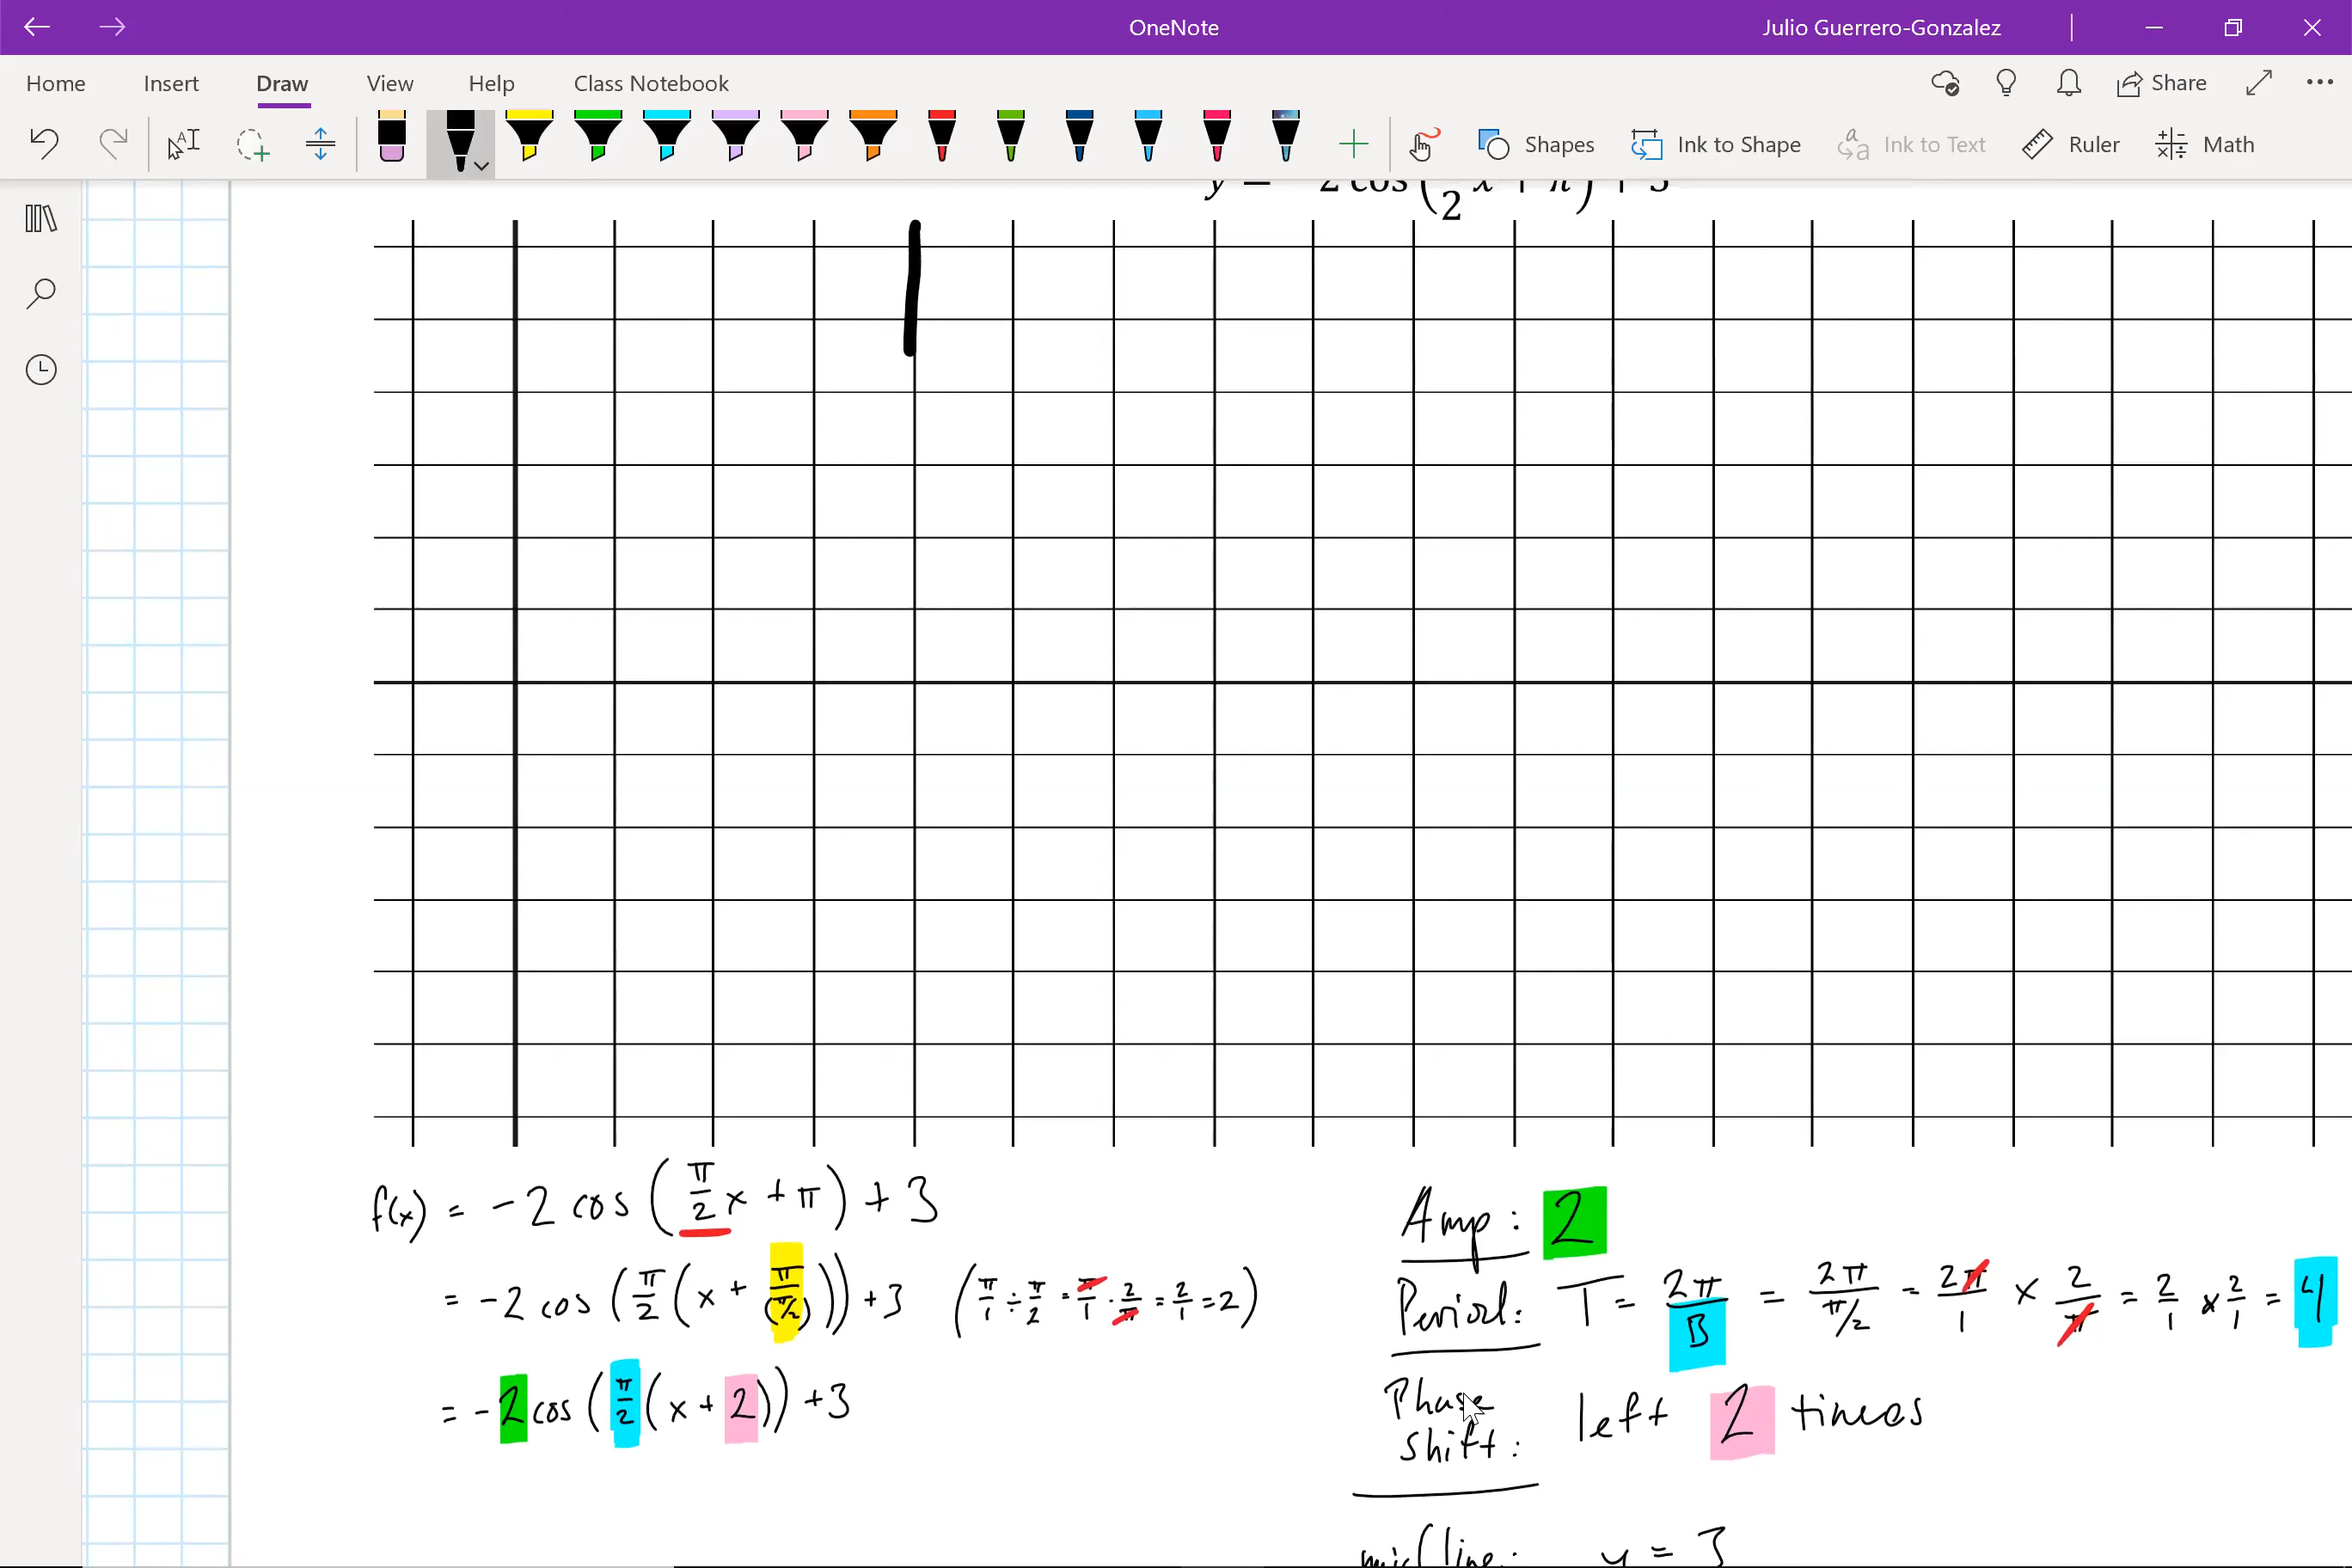 OneNote
Julio Guerrero-Gonzalez
Home Insert Draw View Help Class Notebook Share
Shapes Ink to Shape Ink to Text Ruler Math
f(x) = -2 cos (π/2 x + π) + 3
= -2 cos (π/2 (x + π/(π/2))) + 3 (π/1 ÷ π/2 = π/1 · 2/π = 2/1 = 2)
= -2 cos (π/2 (x + 2)) + 3
Amp: 2
Period: T = 2π/B = 2π/π/2 = 2π/1 × 2/π = 2/1 × 2/1 = 4
Phase
shift: left 2 times
midline: y = 3